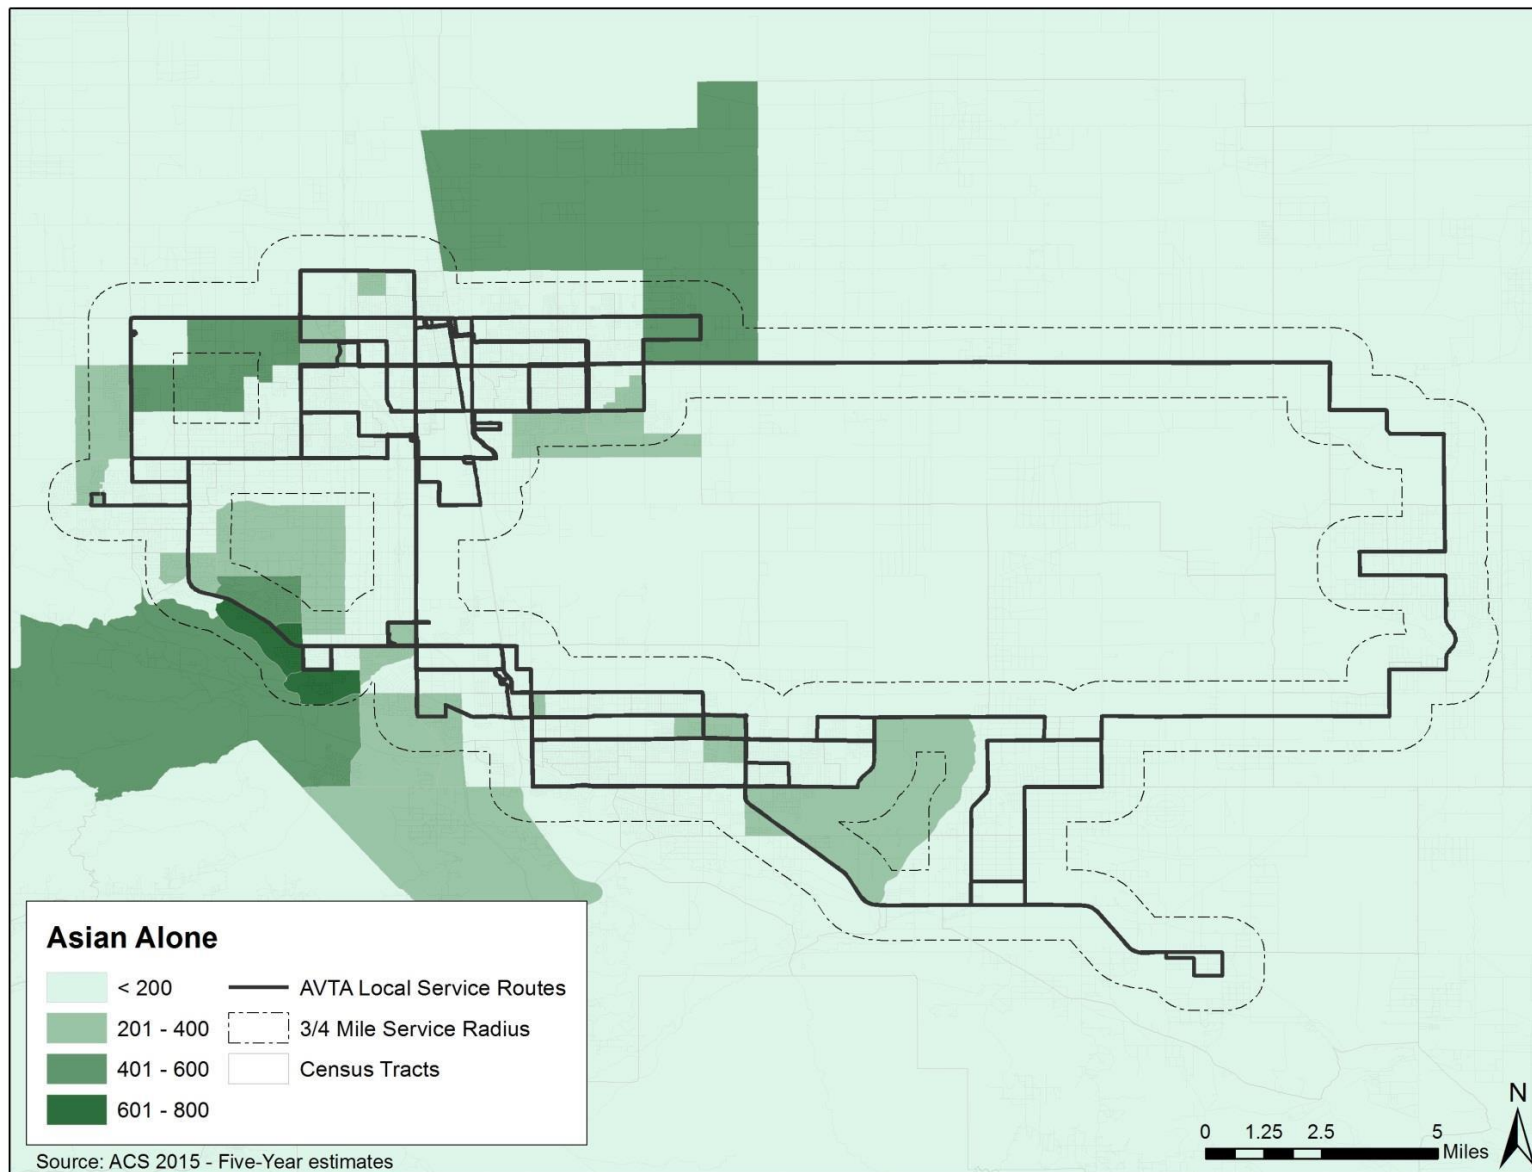 Asian Alone
< 200
AVTA Local Service Routes
201 - 400
3/4 Mile Service Radius
401 - 600
Census Tracts
601 - 800
Source: ACS 2015 - Five-Year estimates
N
0 1.25 2.5 5
Miles